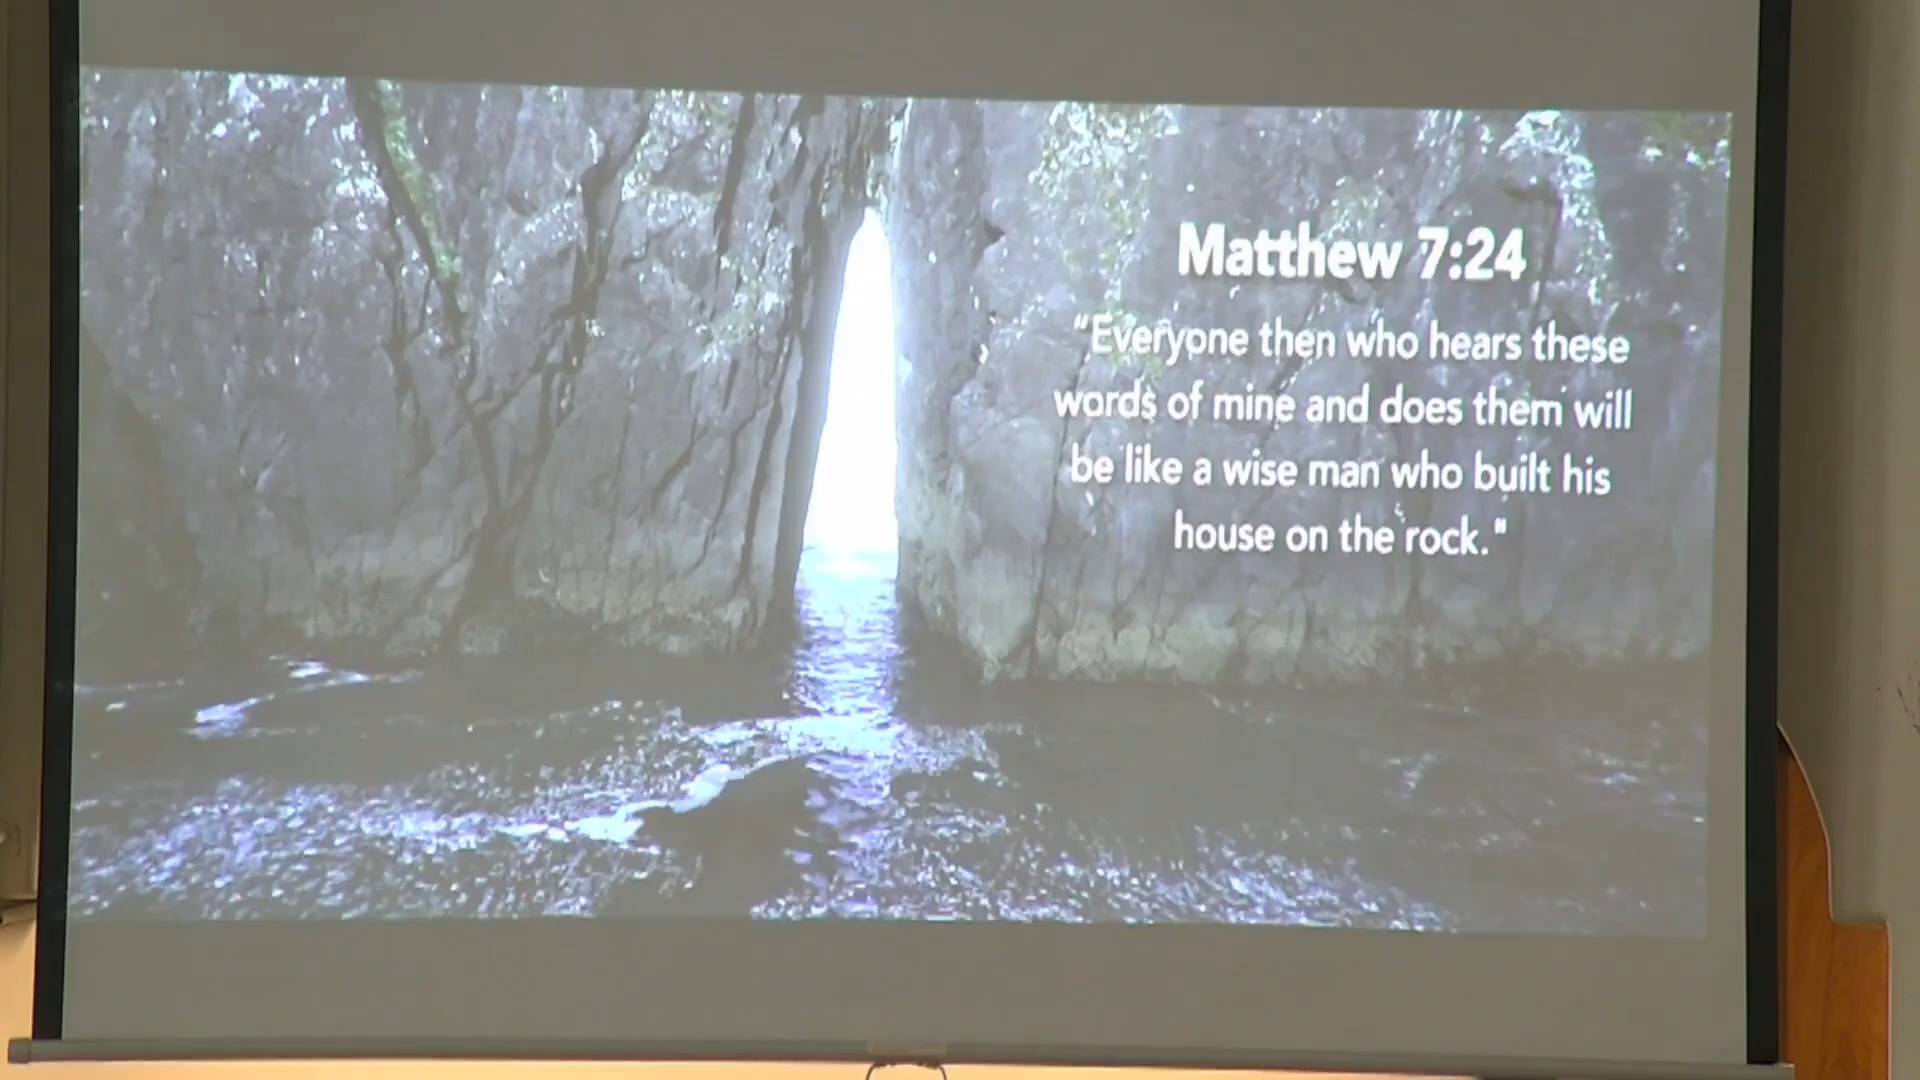 Matthew 7:24
“Everyone then who hears these
words of mine and does them will
be like a wise man who built his
house on the rock."